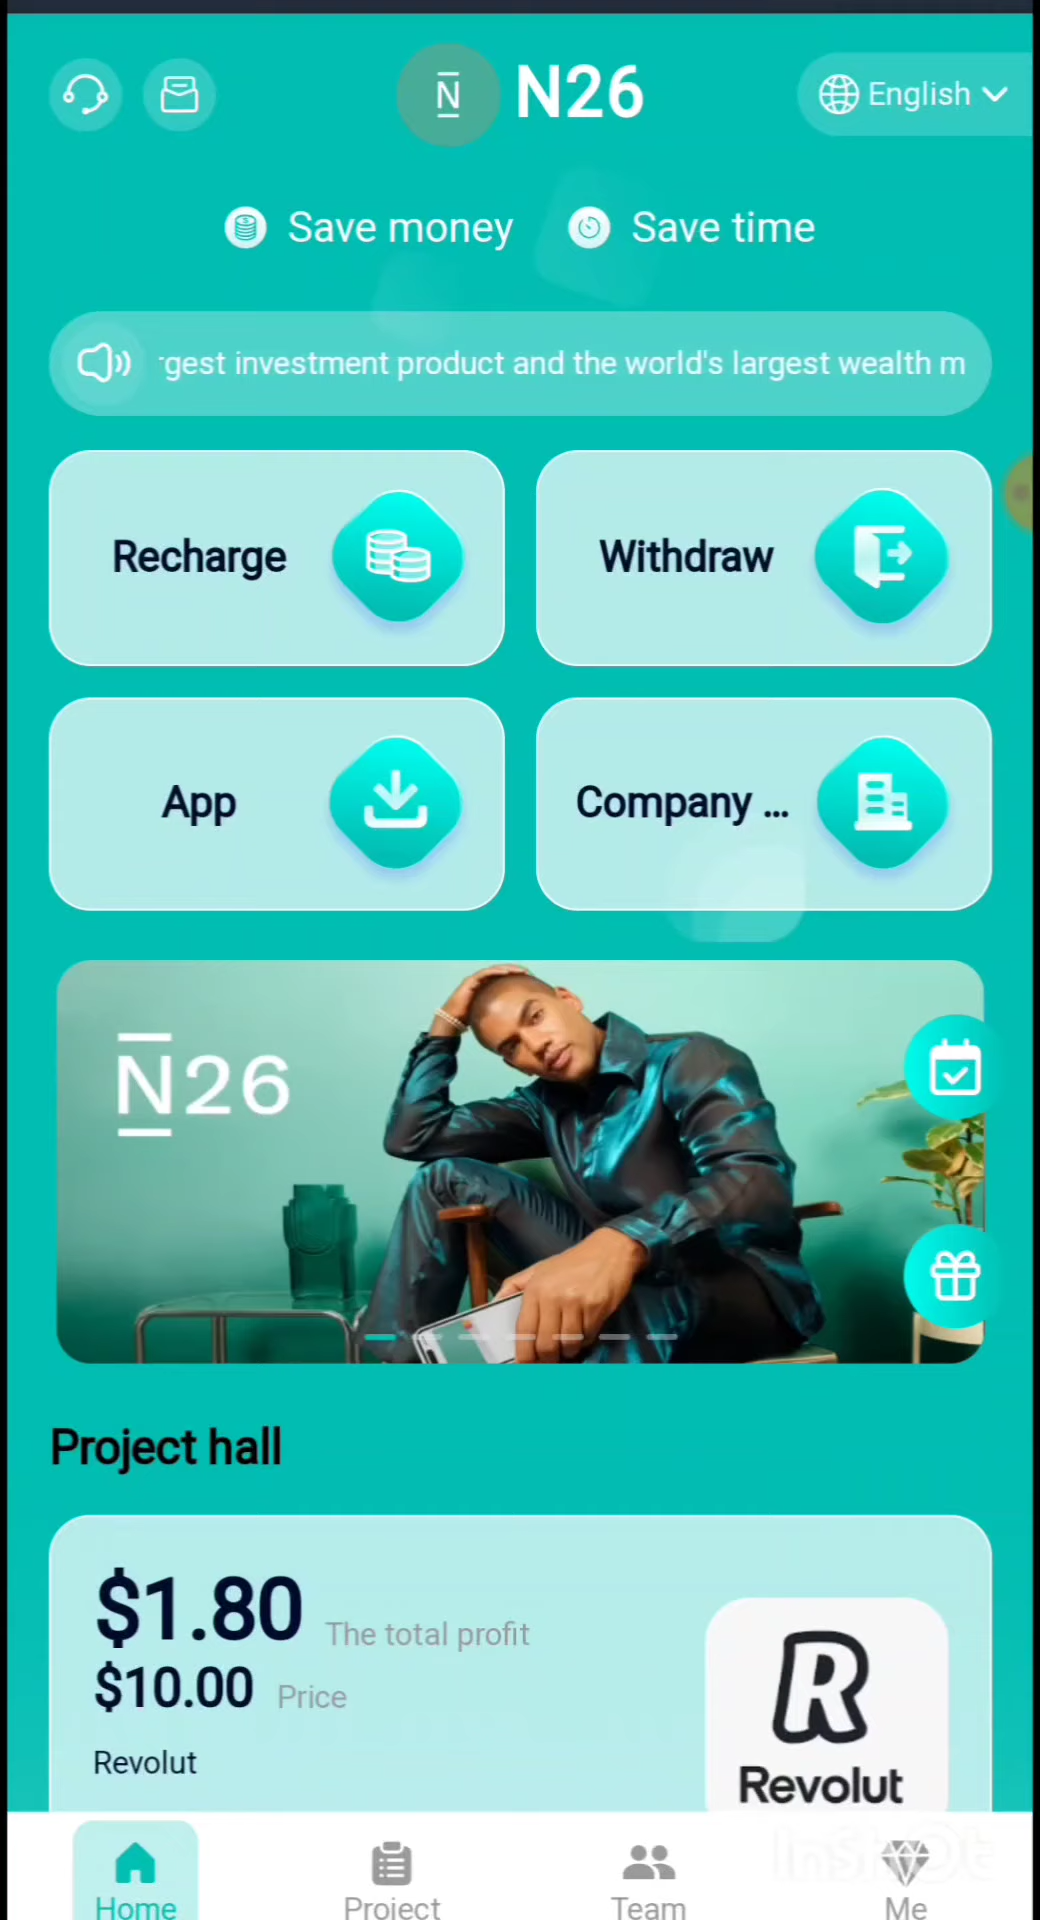 N N26
English
Save money Save time
gest investment product and the world's largest wealth m
Recharge
Withdraw
App
Company ...
N26
Project hall
$1.80 The total profit
$10.00 Price
Revolut
R
Revolut
InShOt
Home Project Team Me